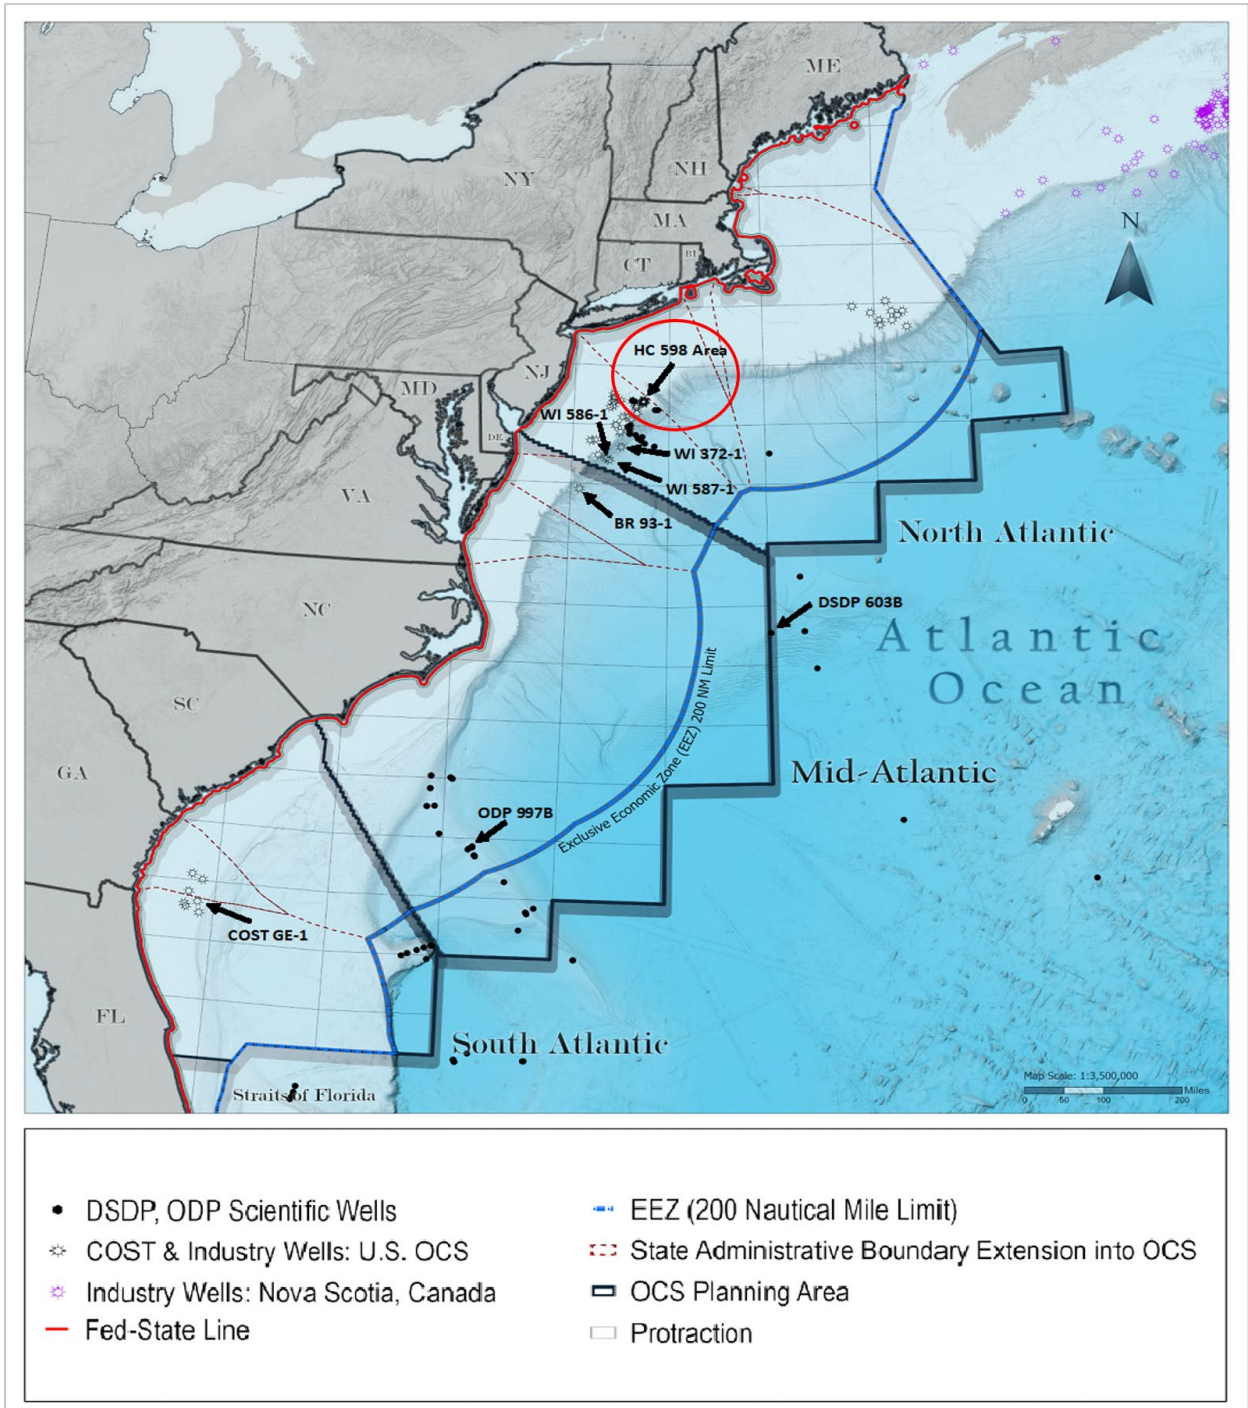 ME
NY
NH
MA
CT
RI
N
HC 598 Area
NJ
MD
DE
WI 586-1
WI 372-1
WI 587-1
VA
BR 93-1
North Atlantic
NC
DSDP 603B
Atlantic
Ocean
SC
Exclusive Economic Zone (EEZ) 200 NM Limit
GA
Mid-Atlantic
ODP 997B
COST GE-1
FL
South Atlantic
Straits of Florida
Map Scale: 1:3,500,000
Miles
0 50 100 200
DSDP, ODP Scientific Wells
COST & Industry Wells: U.S. OCS
Industry Wells: Nova Scotia, Canada
Fed-State Line
EEZ (200 Nautical Mile Limit)
State Administrative Boundary Extension into OCS
OCS Planning Area
Protraction